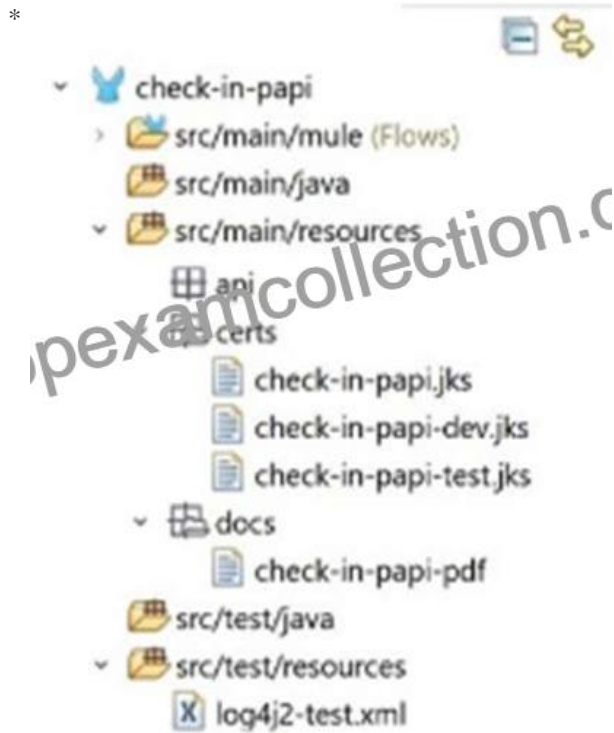 *
check-in-papi
src/main/mule (Flows)
src/main/java
src/main/resources
api
certs
check-in-papi.jks
check-in-papi-dev.jks
check-in-papi-test.jks
docs
check-in-papi-pdf
src/test/java
src/test/resources
log4j2-test.xml
pexamcollection.c